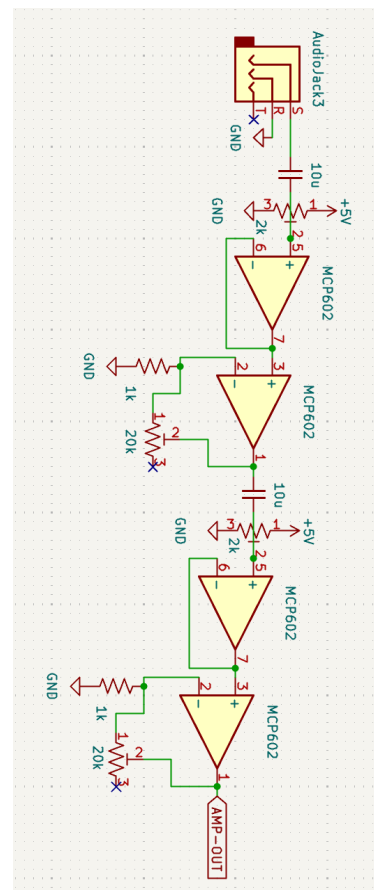 AudioJack3
T
R
S
GND
10u
+5V
3
1
GND
2k
2
6
5
MCP602
7
GND
2
3
1k
MCP602
1
2
20k
3
1
10u
+5V
GND
3
1
2k
2
6
5
MCP602
7
GND
2
3
1k
MCP602
1
2
20k
3
1
AMP-OUT